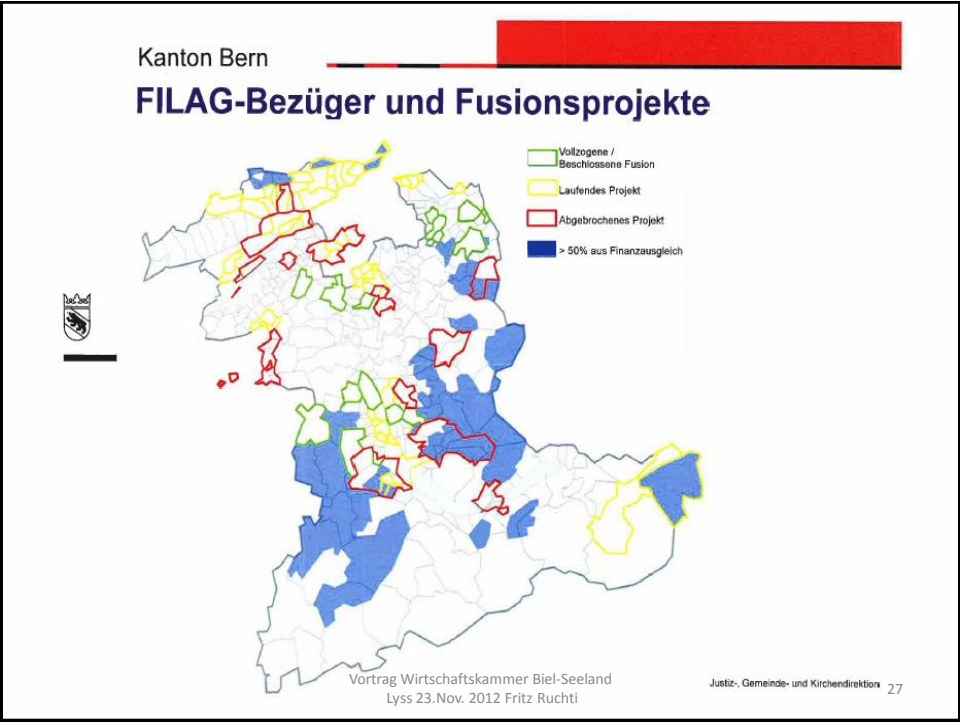 Kanton Bern
FILAG-Bezüger und Fusionsprojekte
Vollzogene /
Beschlossene Fusion
Laufendes Projekt
Abgebrochenes Projekt
> 50% aus Finanzausgleich
Vortrag Wirtschaftskammer Biel-Seeland
Lyss 23.Nov. 2012 Fritz Ruchti
Justiz-, Gemeinde- und Kirchendirektion
27